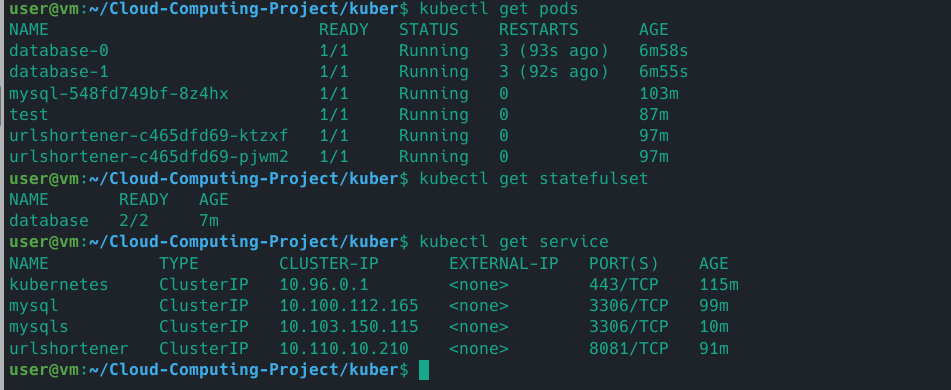 user@vm:~/Cloud-Computing-Project/kuber$ kubectl get pods
NAME READY STATUS RESTARTS AGE
database-0 1/1 Running 3 (93s ago) 6m58s
database-1 1/1 Running 3 (92s ago) 6m55s
mysql-548fd749bf-8z4hx 1/1 Running 0 103m
test 1/1 Running 0 87m
urlshortener-c465dfd69-ktzxf 1/1 Running 0 97m
urlshortener-c465dfd69-pjwm2 1/1 Running 0 97m
user@vm:~/Cloud-Computing-Project/kuber$ kubectl get statefulset
NAME READY AGE
database 2/2 7m
user@vm:~/Cloud-Computing-Project/kuber$ kubectl get service
NAME TYPE CLUSTER-IP EXTERNAL-IP PORT(S) AGE
kubernetes ClusterIP 10.96.0.1 <none> 443/TCP 115m
mysql ClusterIP 10.100.112.165 <none> 3306/TCP 99m
mysqls ClusterIP 10.103.150.115 <none> 3306/TCP 10m
urlshortener ClusterIP 10.110.10.210 <none> 8081/TCP 91m
user@vm:~/Cloud-Computing-Project/kuber$